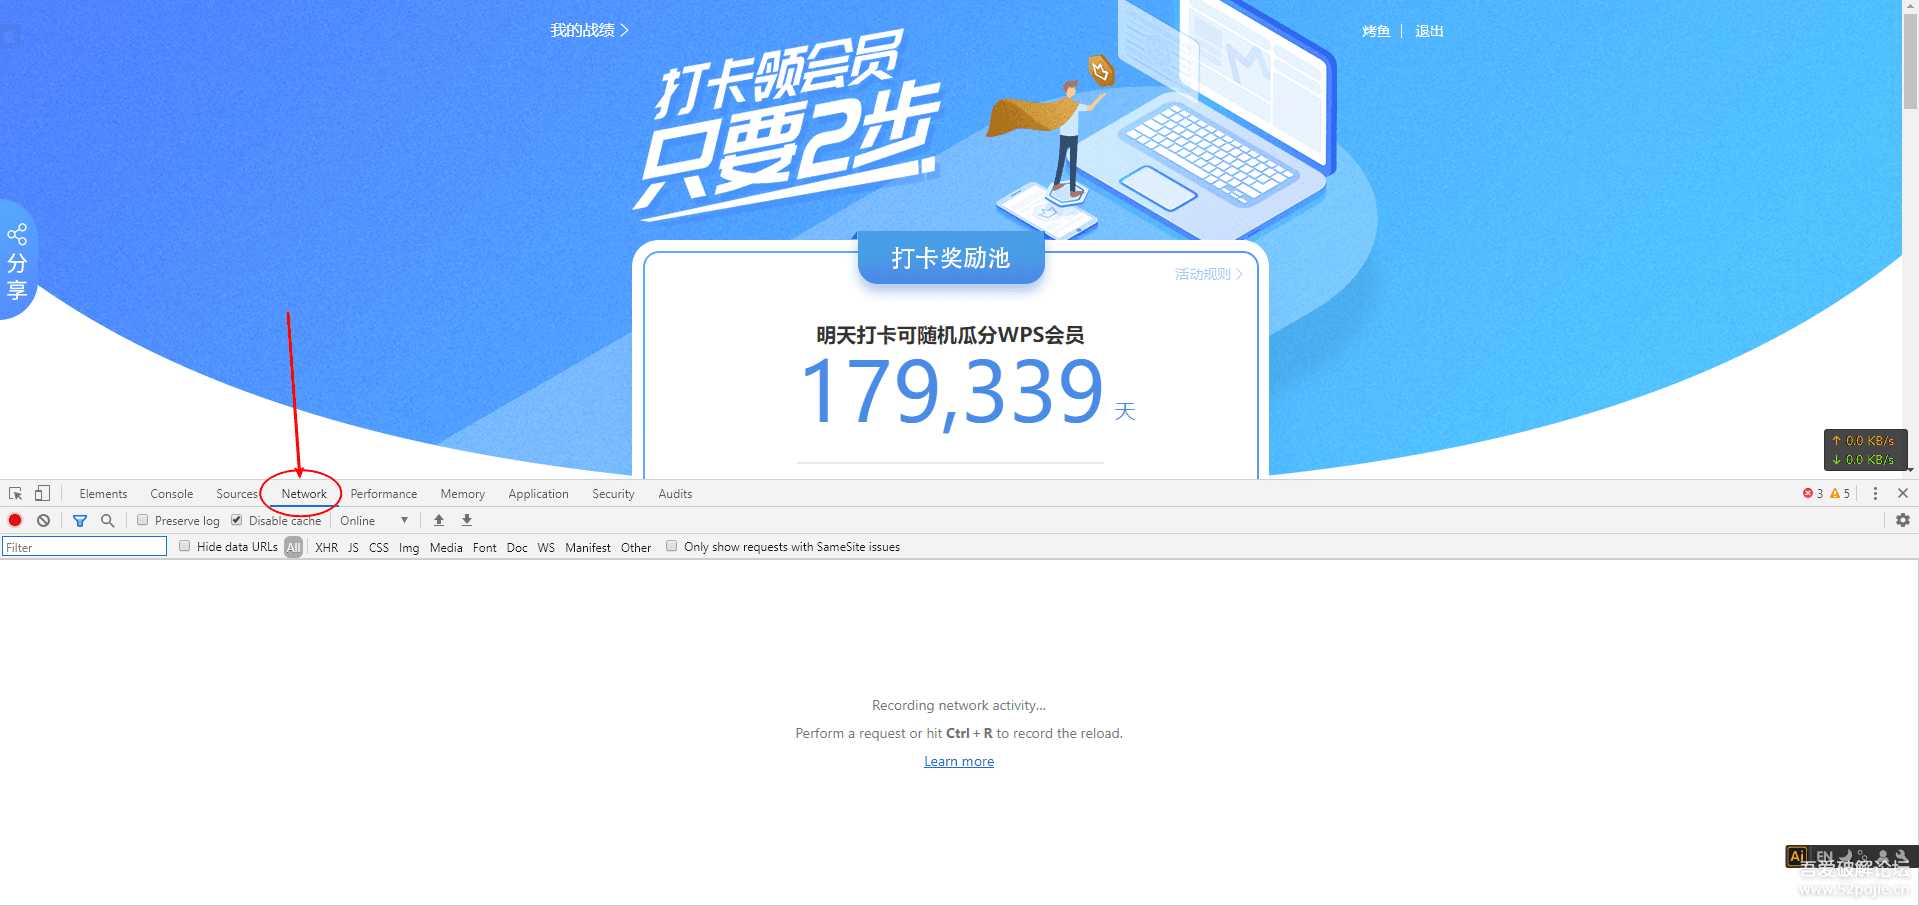 我的战绩 >
烤鱼 | 退出
打卡领会员
只要2步
分享
打卡奖励池
活动规则 >
明天打卡可随机瓜分WPS会员
179,339 天
↑ 0.0 KB/s
↓ 0.0 KB/s
Elements Console Sources Network Performance Memory Application Security Audits 3 5
Preserve log Disable cache Online
Filter Hide data URLs All XHR JS CSS Img Media Font Doc WS Manifest Other Only show requests with SameSite issues
Recording network activity...
Perform a request or hit Ctrl + R to record the reload.
Learn more
Ai EN
吾爱破解论坛
www.52pojie.cn